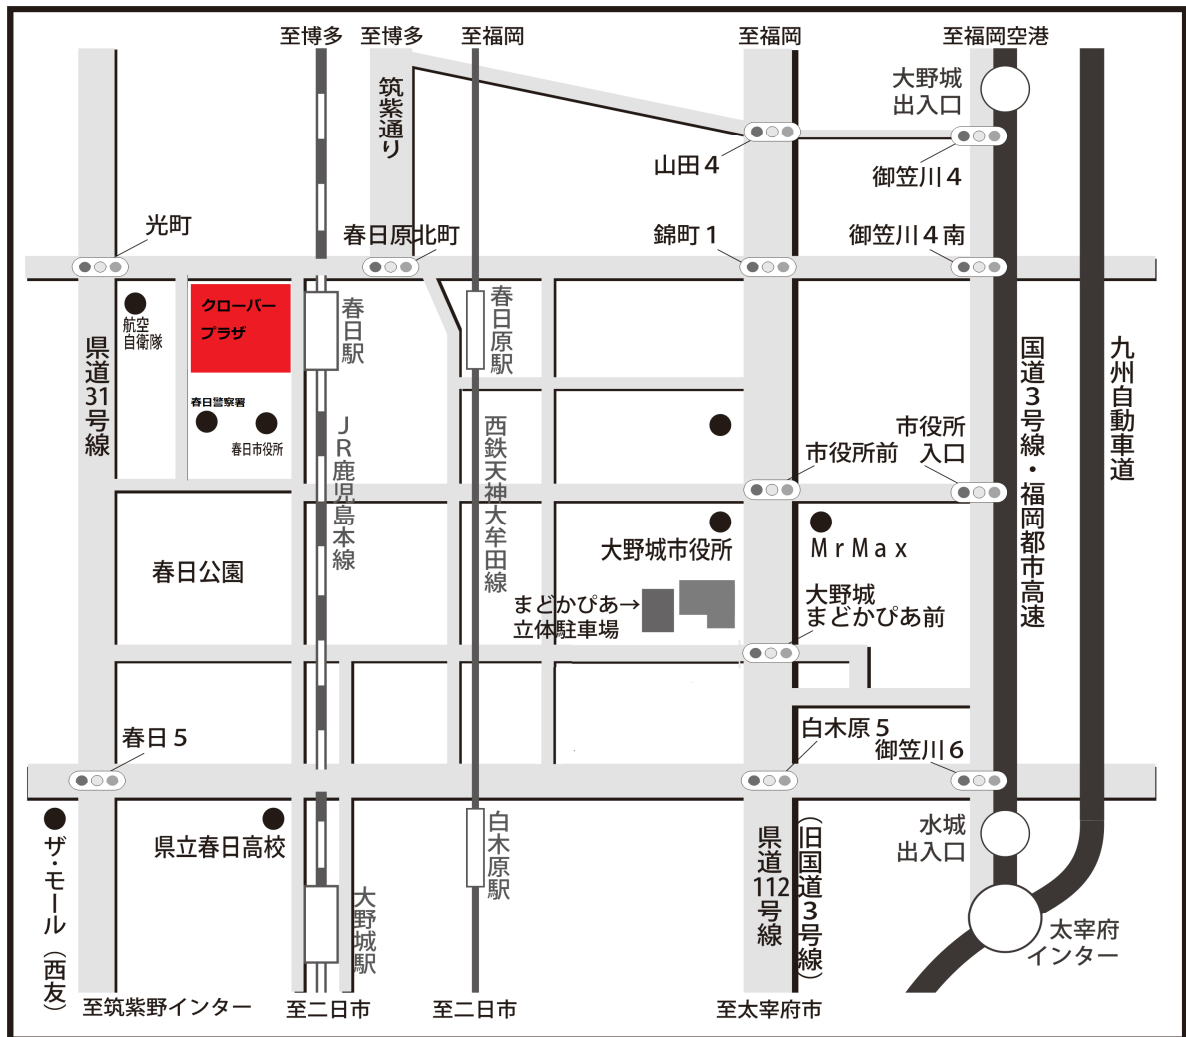 至博多
至博多
至福岡
至福岡
至福岡空港
大野城
出入口
筑紫通り
山田4
御笠川4
光町
春日原北町
錦町1
御笠川4南
クローバー
プラザ
航空
自衛隊
春日駅
春日原駅
県道31号線
国道3号線・福岡都市高速
九州自動車道
春日警察署
春日市役所
JR鹿児島本線
西鉄天神大牟田線
市役所前
市役所
入口
大野城市役所
MrMax
春日公園
まどかぴあ→
立体駐車場
大野城
まどかぴあ前
春日5
白木原5
御笠川6
ザ・モール(西友)
県立春日高校
白木原駅
県道112号線
(旧国道3号線)
水城
出入口
大野城駅
太宰府
インター
至筑紫野インター
至二日市
至二日市
至太宰府市